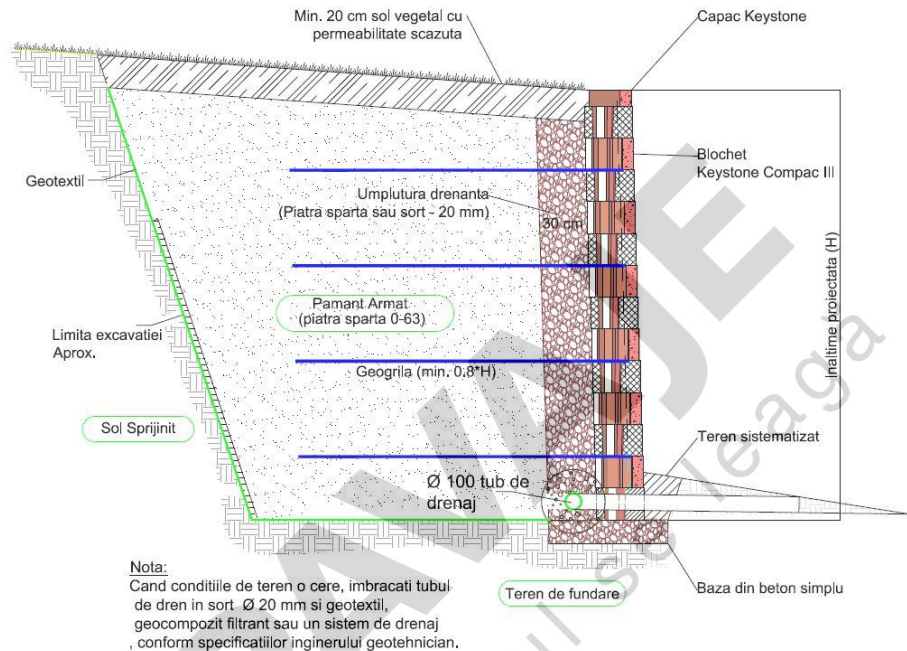 Min. 20 cm sol vegetal cu
permeabilitate scazuta
Capac Keystone
Geotextil
Blochet
Keystone Compac III
Umplutura drenanta
(Piatra sparta sau sort - 20 mm)
30 cm
Inaltime proiectata (H)
Pamant Armat
(piatra sparta 0-63)
Limita excavatiei
Aprox.
Geogrila (min. 0.8*H)
Sol Sprijinit
Teren sistematizat
Ø 100 tub de
drenaj
Nota:
Cand conditiile de teren o cere, imbracati tubul
de dren in sort Ø 20 mm si geotextil,
geocompozit filtrant sau un sistem de drenaj
, conform specificatiilor inginerului geotehnician.
Teren de fundare
Baza din beton simplu
PAVAJE
ul se leagă